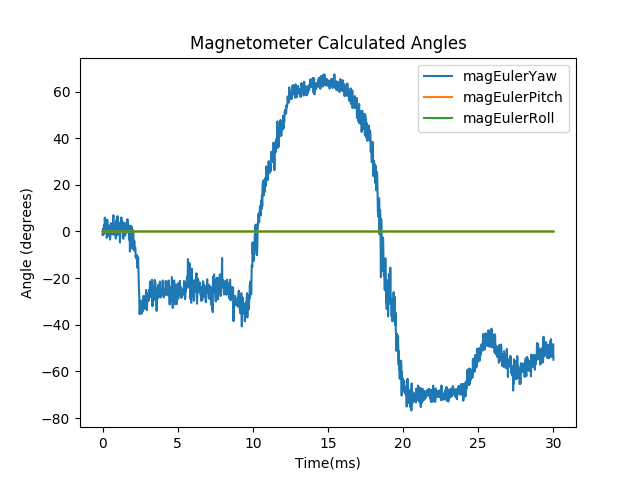 Magnetometer Calculated Angles
magEulerYaw
magEulerPitch
magEulerRoll
60
40
20
0
−20
−40
−60
−80
Angle (degrees)
0 5 10 15 20 25 30
Time(ms)